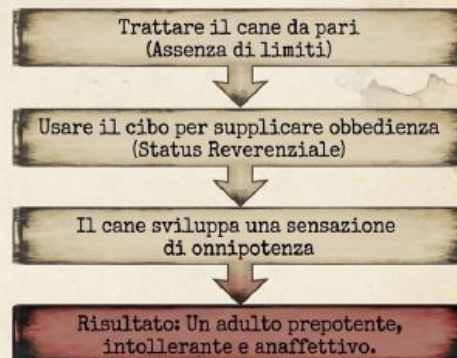 Trattare il cane da pari
(Assenza di limiti)
Usare il cibo per supplicare obbedienza
(Status Reverenziale)
Il cane sviluppa una sensazione
di onnipotenza
Risultato: Un adulto prepotente,
intollerante e anaffettivo.